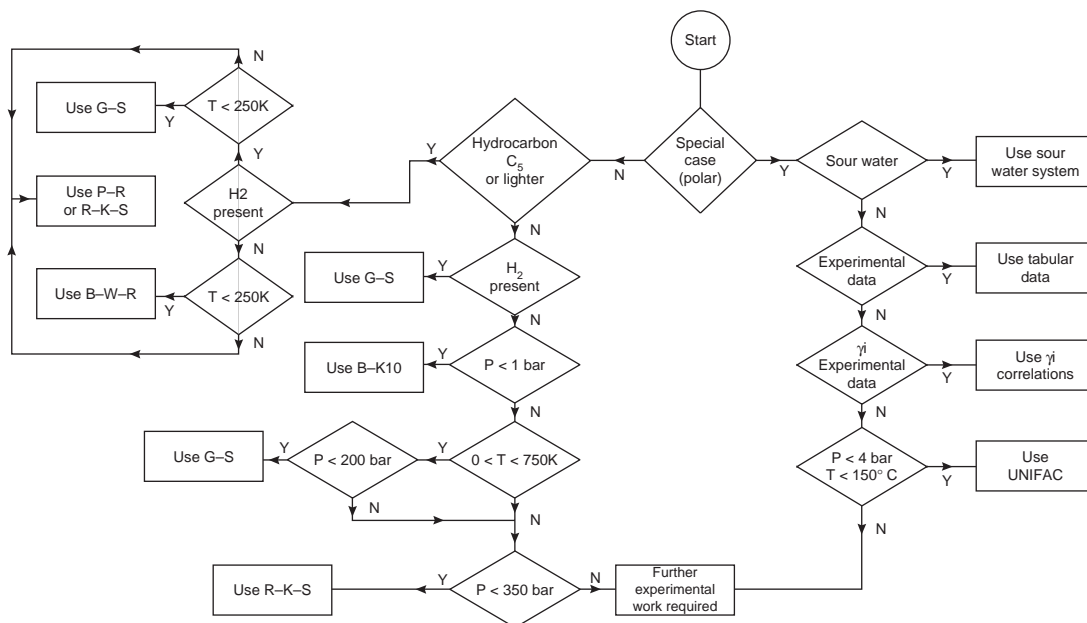 Start
N
T < 250K
Use G–S
Y
Y
H2
present
Use P–R
or R–K–S
N
T < 250K
Use B–W–R
Y
N
Y
Hydrocarbon
C5
or lighter
N
Special
case
(polar)
Y
Sour water
Y
Use sour
water system
N
N
H2
present
Y
Use G–S
N
Experimental
data
Y
Use tabular
data
N
P < 1 bar
Y
Use B–K10
N
γi
Experimental
data
Y
Use γi
correlations
N
0 < T < 750K
Y
P < 200 bar
Y
Use G–S
N
N
P < 4 bar
T < 150° C
Y
Use
UNIFAC
N
P < 350 bar
Y
Use R–K–S
N
Further
experimental
work required